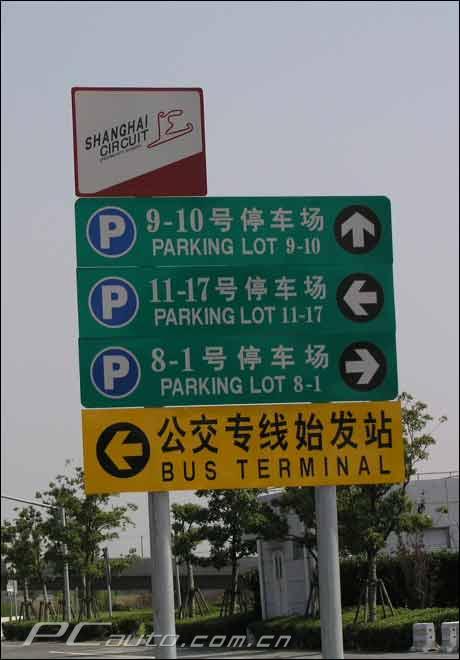 SHANGHAI
CIRCUIT
P
9-10号停车场
PARKING LOT 9-10
P
11-17号停车场
PARKING LOT 11-17
P
8-1号停车场
PARKING LOT 8-1
公交专线始发站
BUS TERMINAL
PCauto.com.cn